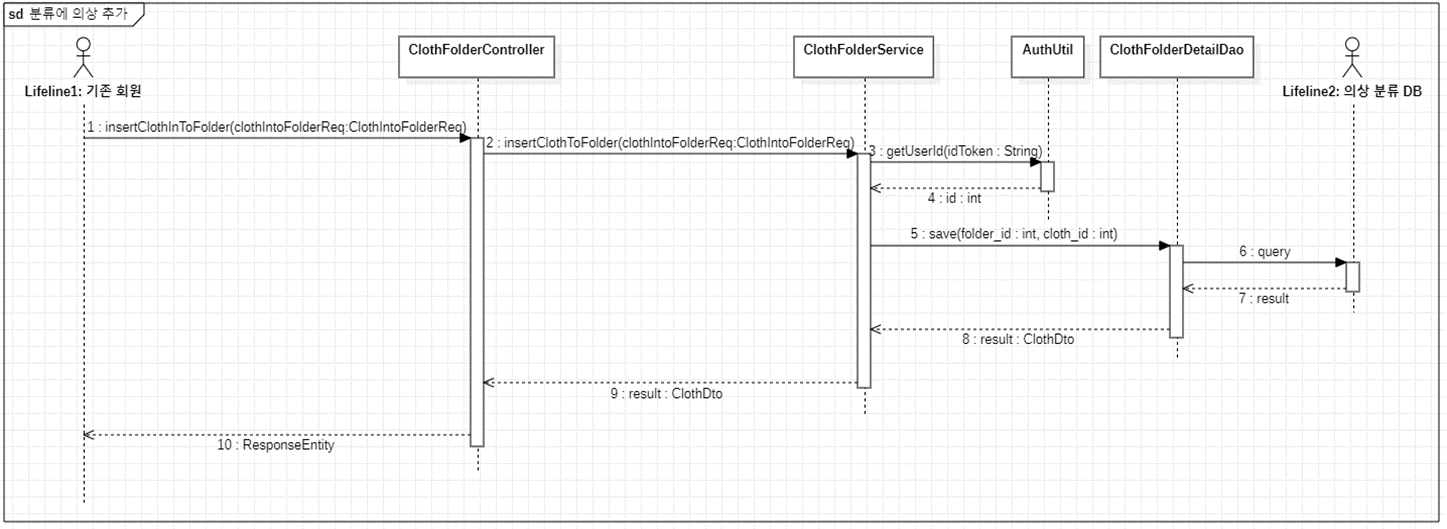 sd 분류에 의상 추가
ClothFolderController
ClothFolderService
AuthUtil
ClothFolderDetailDao
Lifeline1: 기존 회원
Lifeline2: 의상 분류 DB
1 : insertClothInToFolder(clothIntoFolderReq:ClothIntoFolderReq)
2 : insertClothToFolder(clothIntoFolderReq:ClothIntoFolderReq)
3 : getUserId(idToken : String)
4 : id : int
5 : save(folder_id : int, cloth_id : int)
6 : query
7 : result
8 : result : ClothDto
9 : result : ClothDto
10 : ResponseEntity